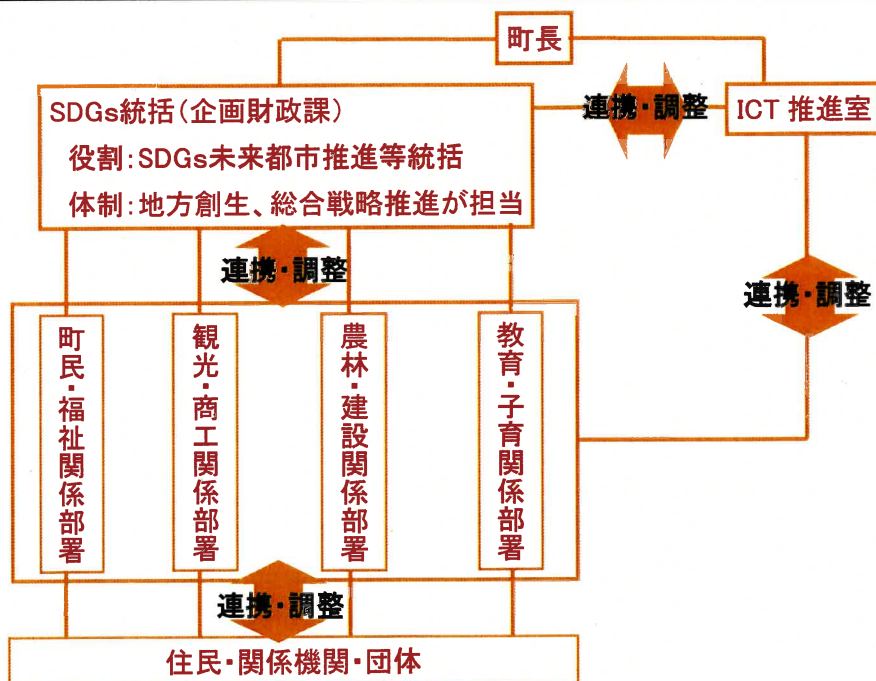 町長
SDGs統括(企画財政課)
役割:SDGs未来都市推進等統括
体制:地方創生、総合戦略推進が担当
連携・調整
ICT 推進室
連携・調整
連携・調整
町民・福祉関係部署
観光・商工関係部署
農林・建設関係部署
教育・子育関係部署
連携・調整
住民・関係機関・団体